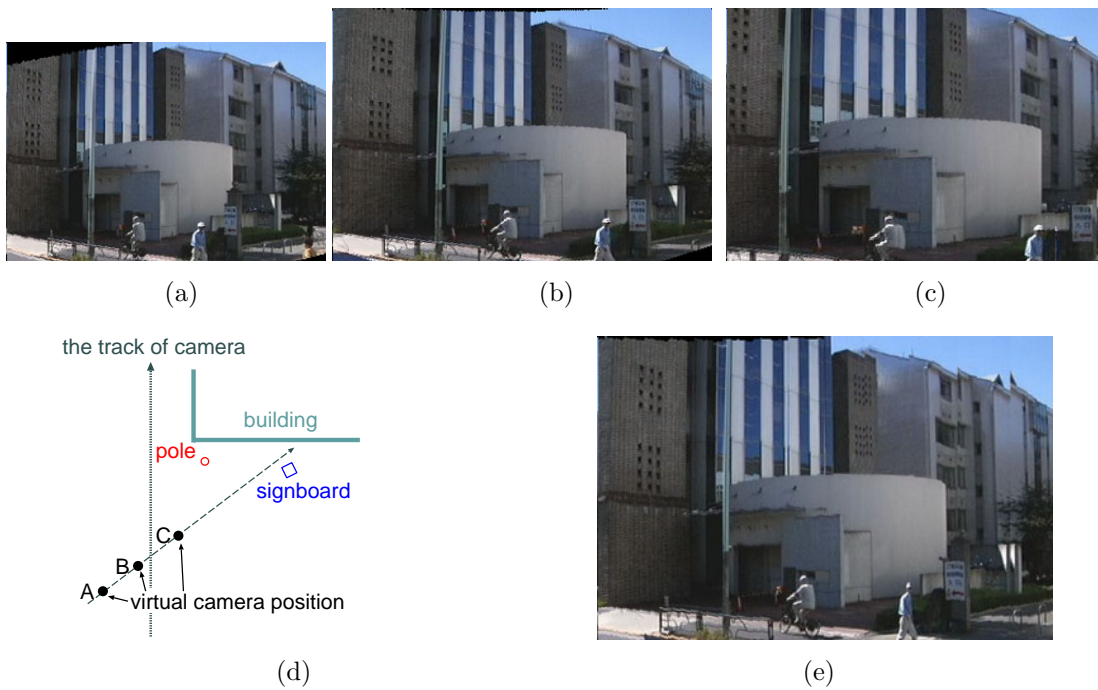 (a)
(b)
(c)
the track of camera
building
pole
signboard
C
B
A
virtual camera position
(d)
(e)